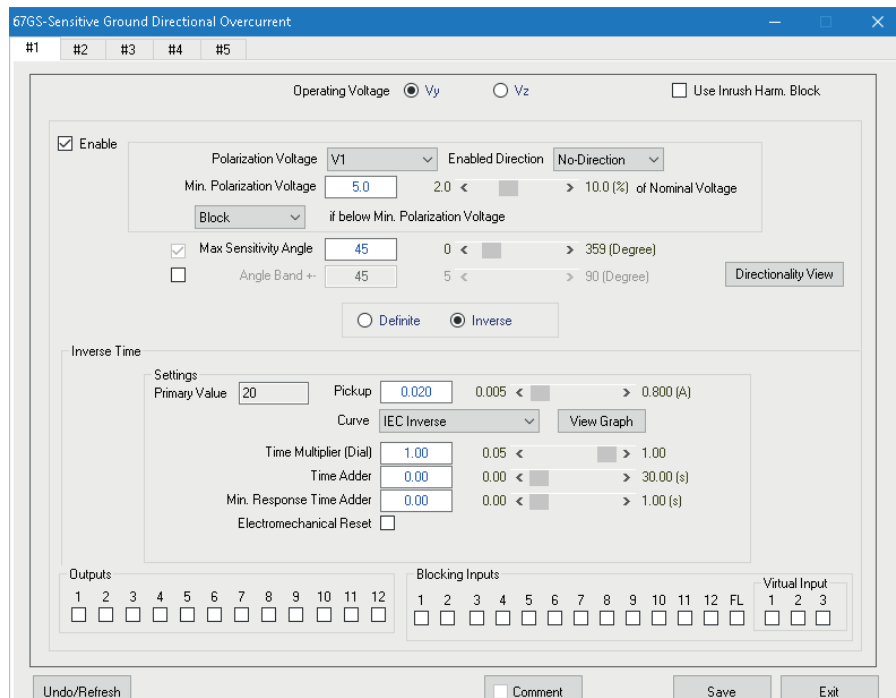 67GS-Sensitive Ground Directional Overcurrent
#1 #2 #3 #4 #5
Operating Voltage Vy Vz Use Inrush Harm. Block
Enable
Polarization Voltage V1 Enabled Direction No-Direction
Min. Polarization Voltage 5.0 2.0 < > 10.0 (%) of Nominal Voltage
Block if below Min. Polarization Voltage
Max Sensitivity Angle 45 0 < > 359 (Degree)
Angle Band +- 45 5 < > 90 (Degree) Directionality View
Definite Inverse
Inverse Time
Settings
Primary Value 20 Pickup 0.020 0.005 < > 0.800 (A)
Curve IEC Inverse View Graph
Time Multiplier (Dial) 1.00 0.05 < > 1.00
Time Adder 0.00 0.00 < > 30.00 (s)
Min. Response Time Adder 0.00 0.00 < > 1.00 (s)
Electromechanical Reset
Outputs
1 2 3 4 5 6 7 8 9 10 11 12
Blocking Inputs
1 2 3 4 5 6 7 8 9 10 11 12 FL
Virtual Input
1 2 3
Undo/Refresh Comment Save Exit